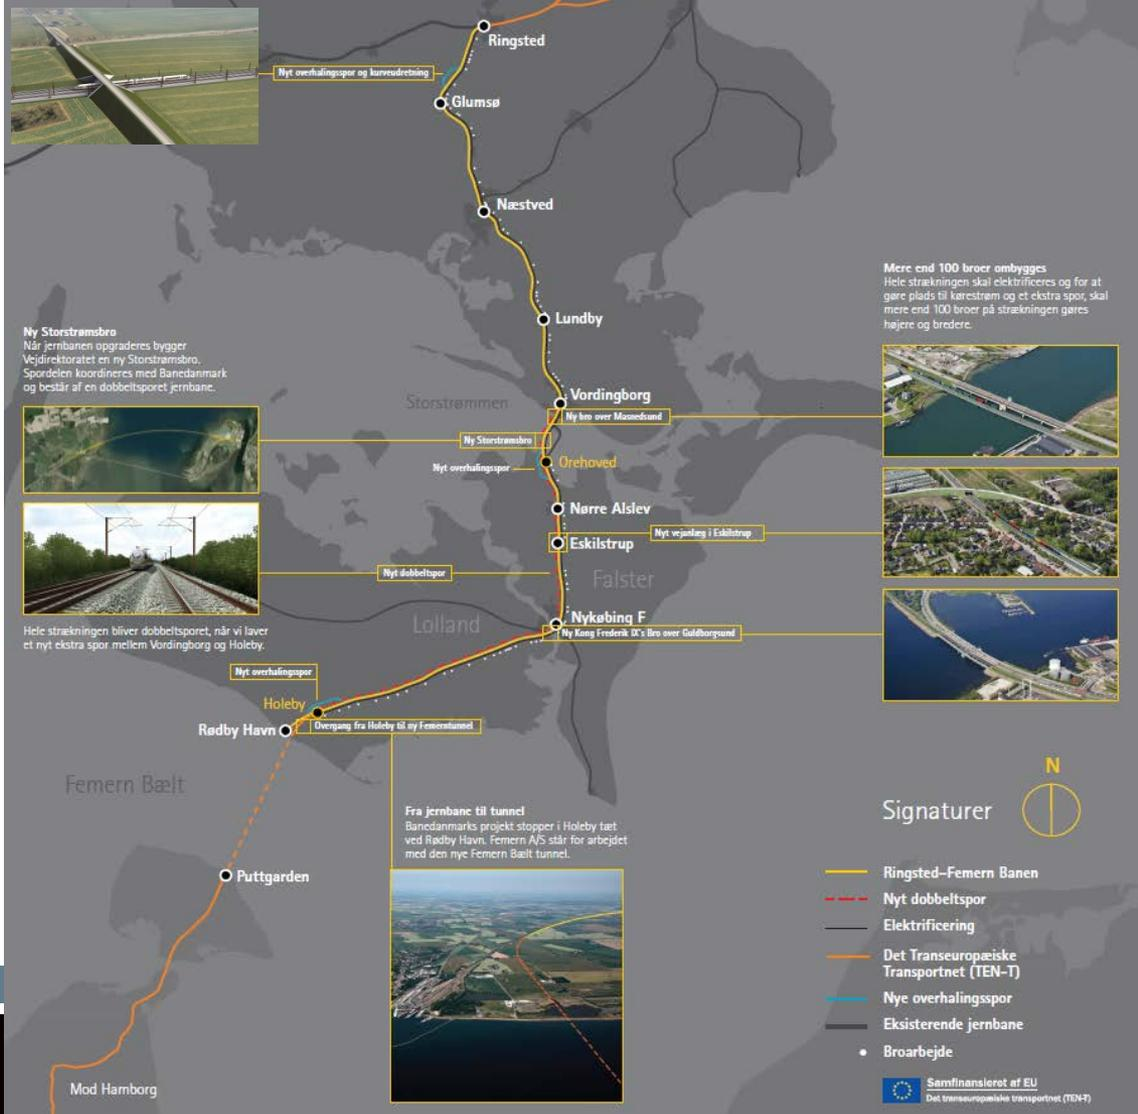 Ringsted
Nyt overhalingsspor og kurveudretning
Glumsø
Næstved
Mere end 100 broer ombygges
Hele strækningen skal elektrificeres og for at
gøre plads til kørestrøm og et ekstra spor, skal
mere end 100 broer på strækningen gøres
højere og bredere.
Lundby
Ny Storstrømsbro
Når jernbanen opgraderes bygger
Vejdirektoratet en ny Storstrømsbro.
Spordelen koordineres med Banedanmark
og består af en dobbeltsporet jernbane.
Vordingborg
Storstrømmen
Ny bro over Masnedsund
Ny Storstrømsbro
Orehoved
Nyt overhalingsspor
Nørre Alslev
Nyt vejanlæg i Eskilstrup
Eskilstrup
Nyt dobbeltspor
Falster
Nykøbing F
Lolland
Ny Kong Frederik IX's Bro over Guldborgsund
Hele strækningen bliver dobbeltsporet, når vi laver
et nyt ekstra spor mellem Vordingborg og Holeby.
Nyt overhalingsspor
Holeby
Rødby Havn
Overgang fra Holeby til ny Femerntunnel
Femern Bælt
Fra jernbane til tunnel
Banedanmarks projekt stopper i Holeby tæt
ved Rødby Havn. Femern A/S står for arbejdet
med den nye Femern Bælt tunnel.
Puttgarden
Mod Hamborg
N
Signaturer
Ringsted–Femern Banen
Nyt dobbeltspor
Elektrificering
Det Transeuropæiske
Transportnet (TEN-T)
Nye overhalingsspor
Eksisterende jernbane
Broarbejde
Samfinansieret af EU
Det transeuropæiske transportnet (TEN-T)